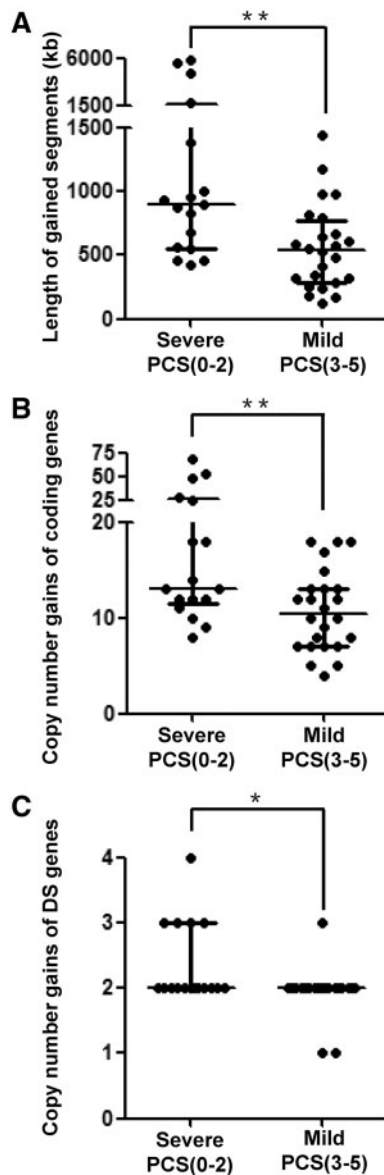 A
**
Length of gained segments (kb)
6000
1500
1500
1000
500
0
Severe
PCS(0-2)
Mild
PCS(3-5)
B
**
Copy number gains of coding genes
75
50
25
20
10
0
Severe
PCS(0-2)
Mild
PCS(3-5)
C
*
Copy number gains of DS genes
4
3
2
1
0
Severe
PCS(0-2)
Mild
PCS(3-5)